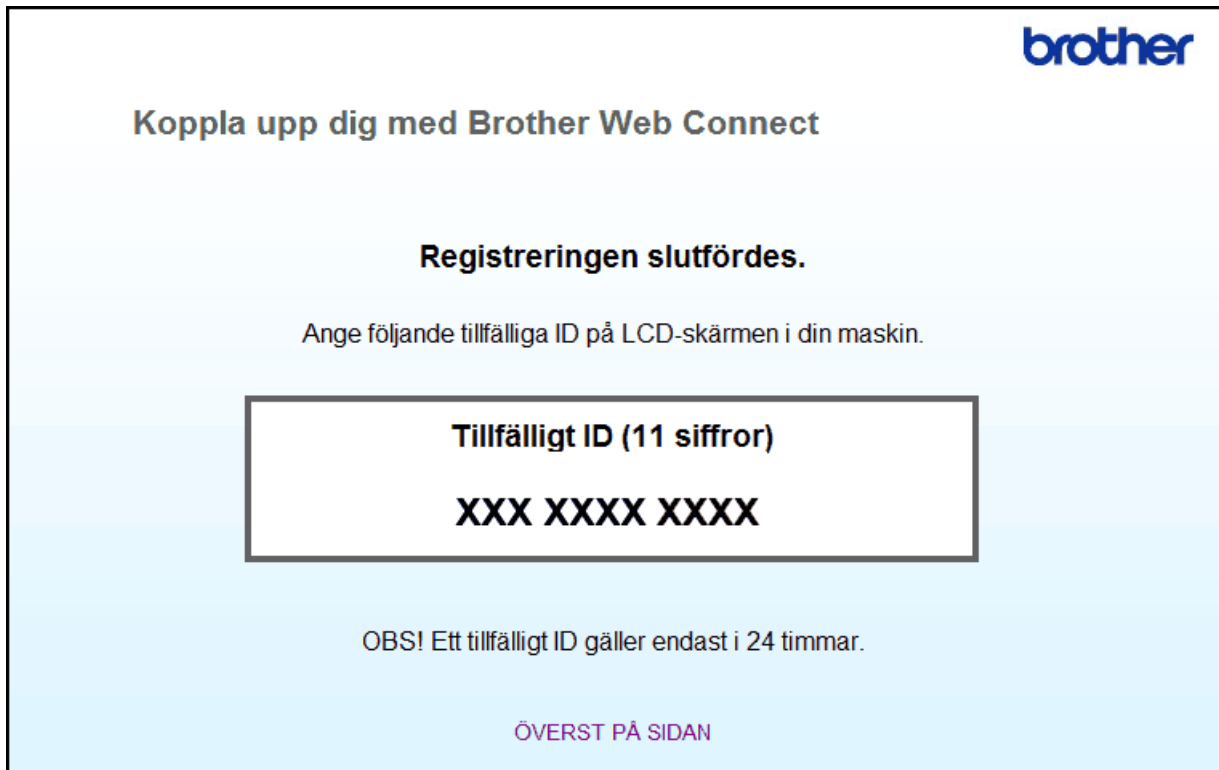 brother
Koppla upp dig med Brother Web Connect
Registreringen slutfördes.
Ange följande tillfälliga ID på LCD-skärmen i din maskin.
Tillfälligt ID (11 siffror)
XXX XXXX XXXX
OBS! Ett tillfälligt ID gäller endast i 24 timmar.
ÖVERST PÅ SIDAN